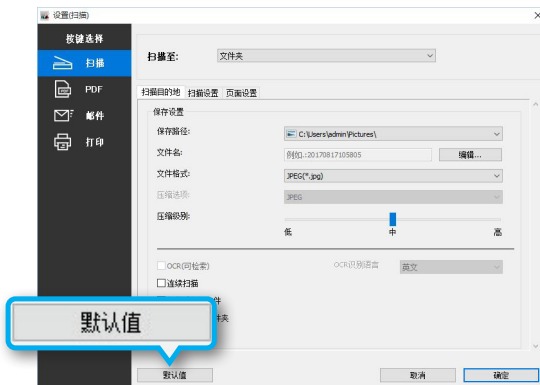 设置(扫描)
按键选择
扫描
PDF
邮件
打印
扫描至:
文件夹
扫描目的地 扫描设置 页面设置
保存设置
保存路径:
C:\Users\admin\Pictures\
文件名:
例如.:20170817105805
编辑...
文件格式:
JPEG(*.jpg)
压缩选项:
JPEG
压缩级别:
低 中 高
OCR(可检索)
OCR识别语言
英文
连续扫描
件
夹
默认值
默认值
取消
确定